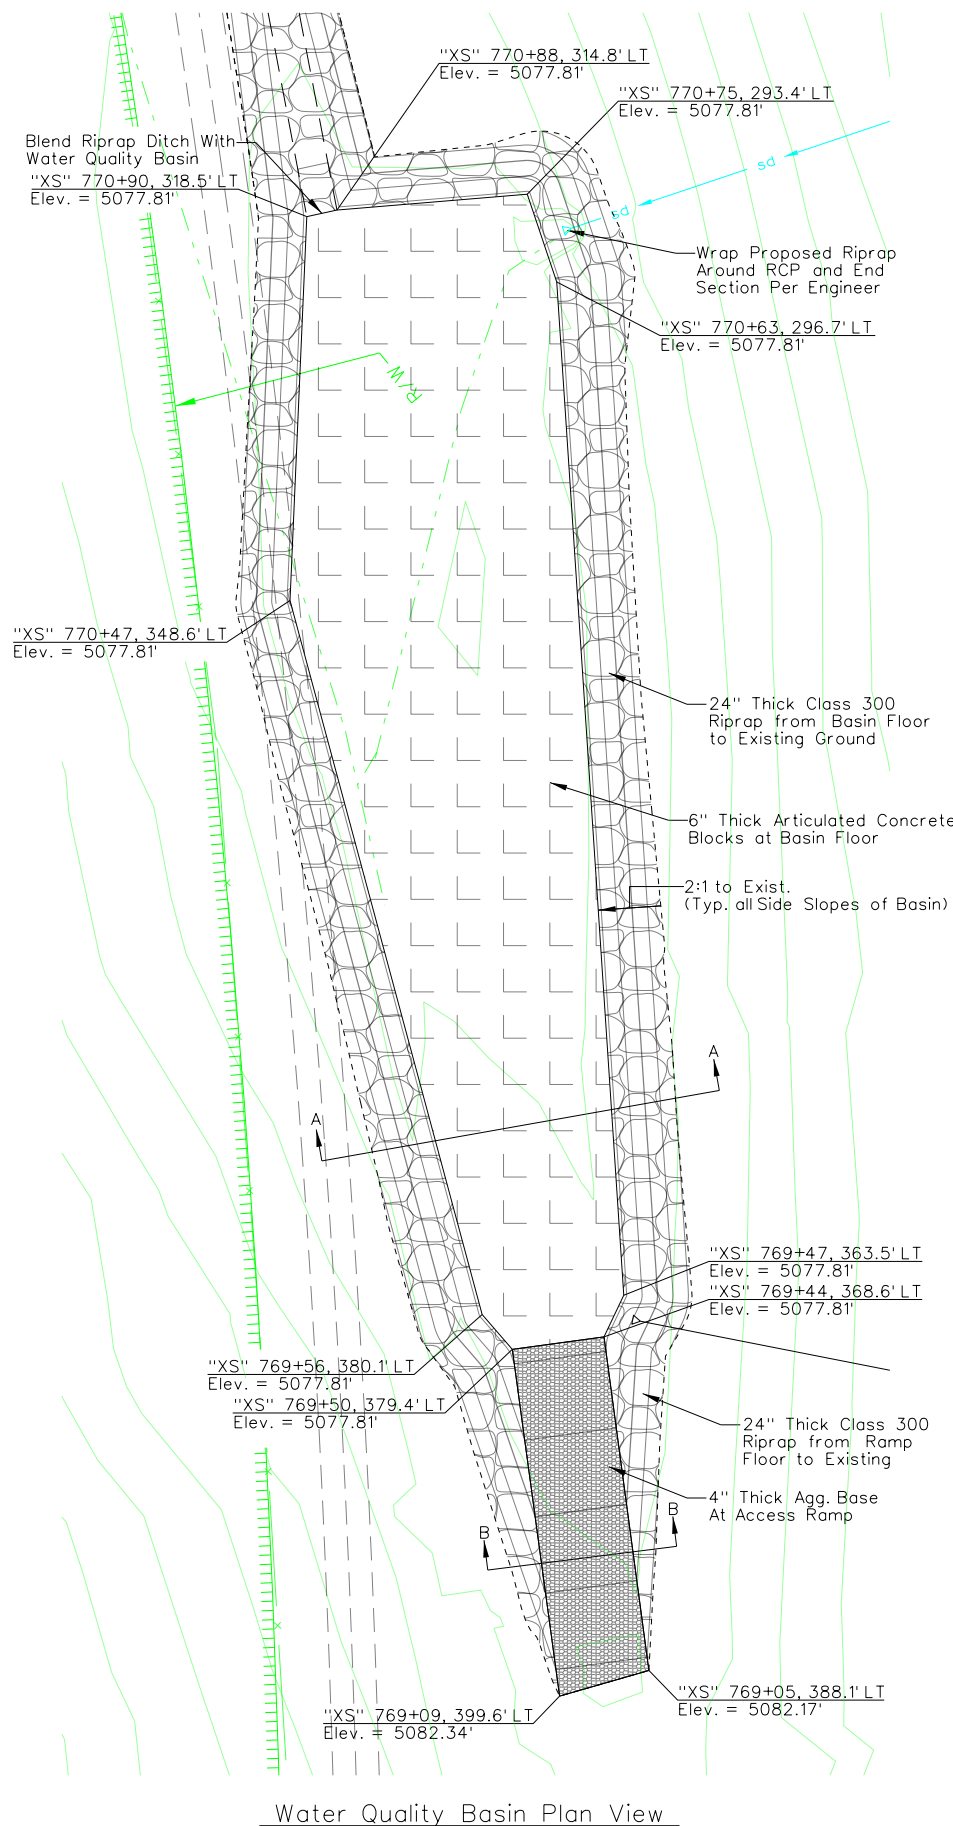 "XS" 770+88, 314.8' LT
Elev. = 5077.81'
"XS" 770+75, 293.4' LT
Elev. = 5077.81'
Blend Riprap Ditch With
Water Quality Basin
"XS" 770+90, 318.5' LT
Elev. = 5077.81'
sd
sd
Wrap Proposed Riprap
Around RCP and End
Section Per Engineer
"XS" 770+63, 296.7' LT
Elev. = 5077.81'
R/W
"XS" 770+47, 348.6' LT
Elev. = 5077.81'
24" Thick Class 300
Riprap from Basin Floor
to Existing Ground
6" Thick Articulated Concrete
Blocks at Basin Floor
2:1 to Exist.
(Typ. all Side Slopes of Basin)
A
A
"XS" 769+47, 363.5' LT
Elev. = 5077.81'
"XS" 769+44, 368.6' LT
Elev. = 5077.81'
"XS" 769+56, 380.1' LT
Elev. = 5077.81'
"XS" 769+50, 379.4' LT
Elev. = 5077.81'
24" Thick Class 300
Riprap from Ramp
Floor to Existing
4" Thick Agg. Base
At Access Ramp
B
B
"XS" 769+05, 388.1' LT
Elev. = 5082.17'
"XS" 769+09, 399.6' LT
Elev. = 5082.34'
Water Quality Basin Plan View